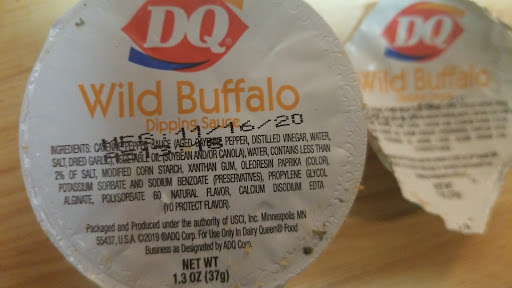 DQ
Wild Buffalo
Dipping Sauce
11/16/20
INGREDIENTS: CAYENNE PEPPER SAUCE (AGED CAYENNE PEPPER, DISTILLED VINEGAR, WATER,
SALT, DRIED GARLIC), VEGETABLE OIL (SOYBEAN AND/OR CANOLA), WATER, CONTAINS LESS THAN
2% OF SALT, MODIFIED CORN STARCH, XANTHAN GUM, OLEORESIN PAPRIKA (COLOR),
POTASSIUM SORBATE AND SODIUM BENZOATE (PRESERVATIVES), PROPYLENE GLYCOL
ALGINATE, POLYSORBATE 60 NATURAL FLAVOR, CALCIUM DISODIUM EDTA
(TO PROTECT FLAVOR).
Packaged and Produced under the authority of USCI, Inc. Minneapolis MN
55437, U.S.A. ©2019 ®ADQ Corp. For Use Only In Dairy Queen® Food
Business as Designated by ADQ Corp.
NET WT
1.3 OZ (37g)
DQ
Wild Buffalo